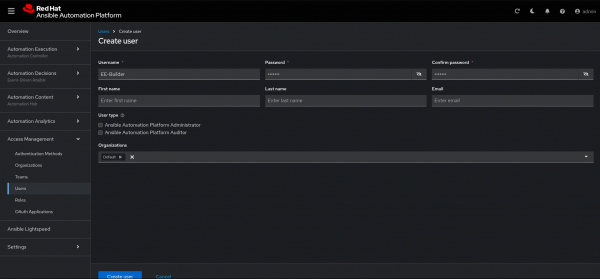 Red Hat
Ansible Automation Platform
admin
Overview
Automation Execution
Automation Controller
Automation Decisions
Event-Driven Ansible
Automation Content
Automation Hub
Automation Analytics
Access Management
Authentication Methods
Organizations
Teams
Users
Roles
OAuth Applications
Ansible Lightspeed
Settings
Users > Create user
Create user
Username *
EE-Builder
Password *
Confirm password *
First name
Enter first name
Last name
Enter last name
Email
Enter email
User type
Ansible Automation Platform Administrator
Ansible Automation Platform Auditor
Organizations
Default
Create user
Cancel